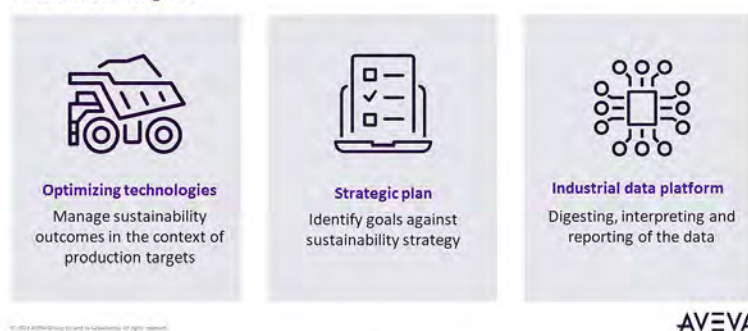 Optimizing technologies
Manage sustainability
outcomes in the context of
production targets
Strategic plan
Identify goals against
sustainability strategy
Industrial data platform
Digesting, interpreting and
reporting of the data
AVEVA